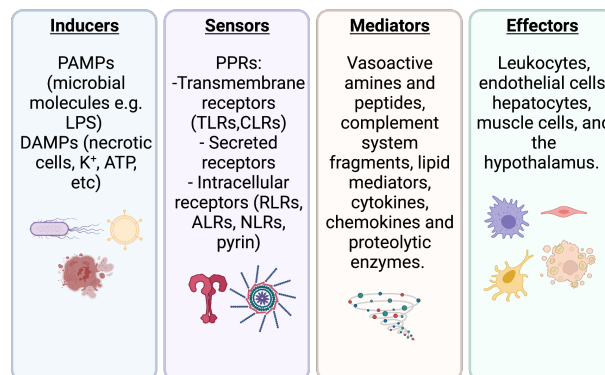 Inducers
PAMPs
(microbial
molecules e.g.
LPS)
DAMPs (necrotic
cells, K⁺, ATP,
etc)
Sensors
PPRs:
-Transmembrane
receptors
(TLRs,CLRs)
- Secreted
receptors
- Intracellular
receptors (RLRs,
ALRs, NLRs,
pyrin)
Mediators
Vasoactive
amines and
peptides,
complement
system
fragments, lipid
mediators,
cytokines,
chemokines and
proteolytic
enzymes.
Effectors
Leukocytes,
endothelial cells
hepatocytes,
muscle cells, and
the
hypothalamus.